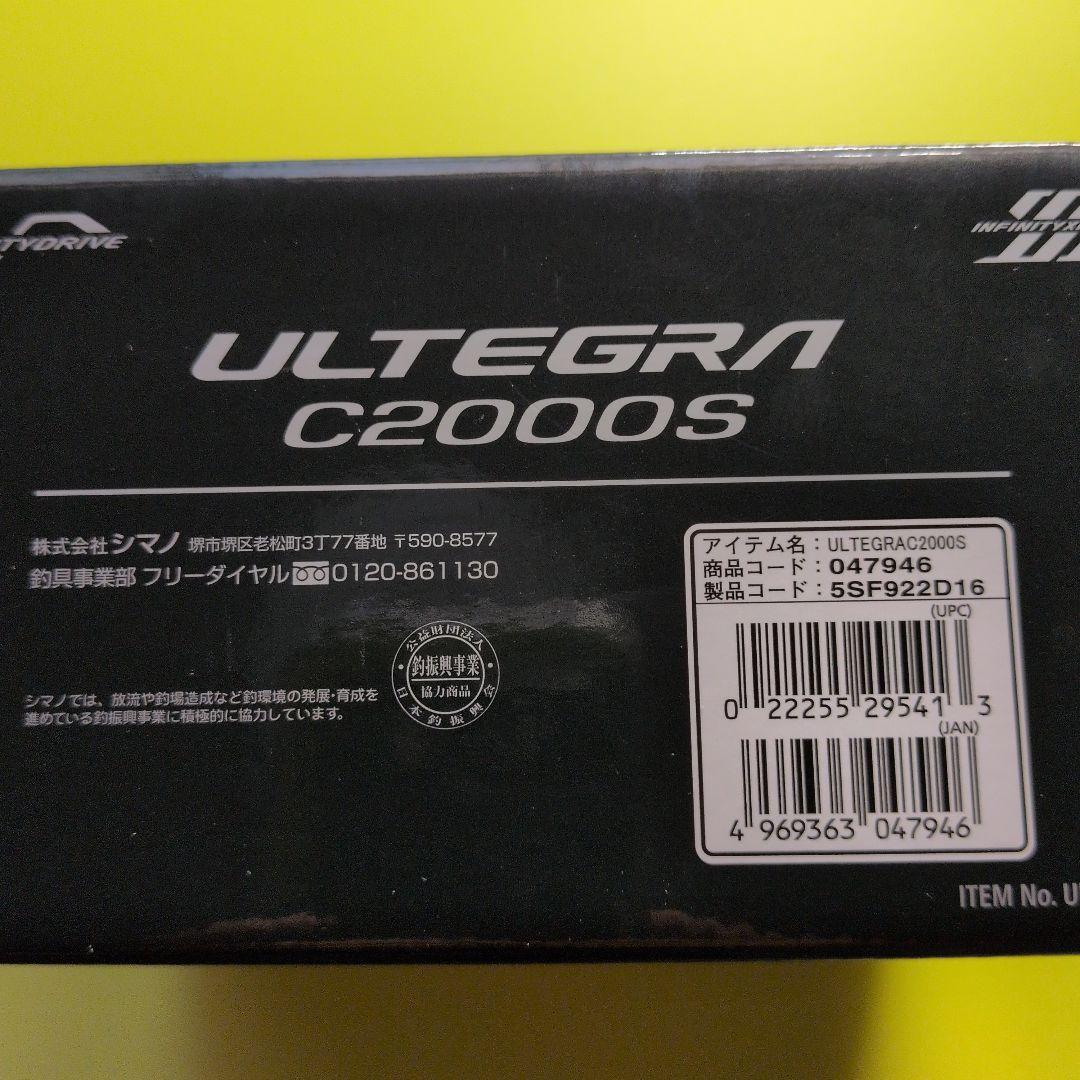 TYDRIVE
INFINITYX
ULTEGRA
C2000S
株式会社シマノ 堺市堺区老松町3丁77番地 〒590-8577
釣具事業部 フリーダイヤル 0120-861130
シマノでは、放流や釣場造成など釣環境の発展・育成を
進めている釣振興事業に積極的に協力しています。
公益財団法人
釣振興事業
協力商品
日本釣振興会
アイテム名：ULTEGRAC2000S
商品コード：047946
製品コード：5SF922D16
(UPC)
0 22255 29541 3
(JAN)
4 969363 047946
ITEM No. U